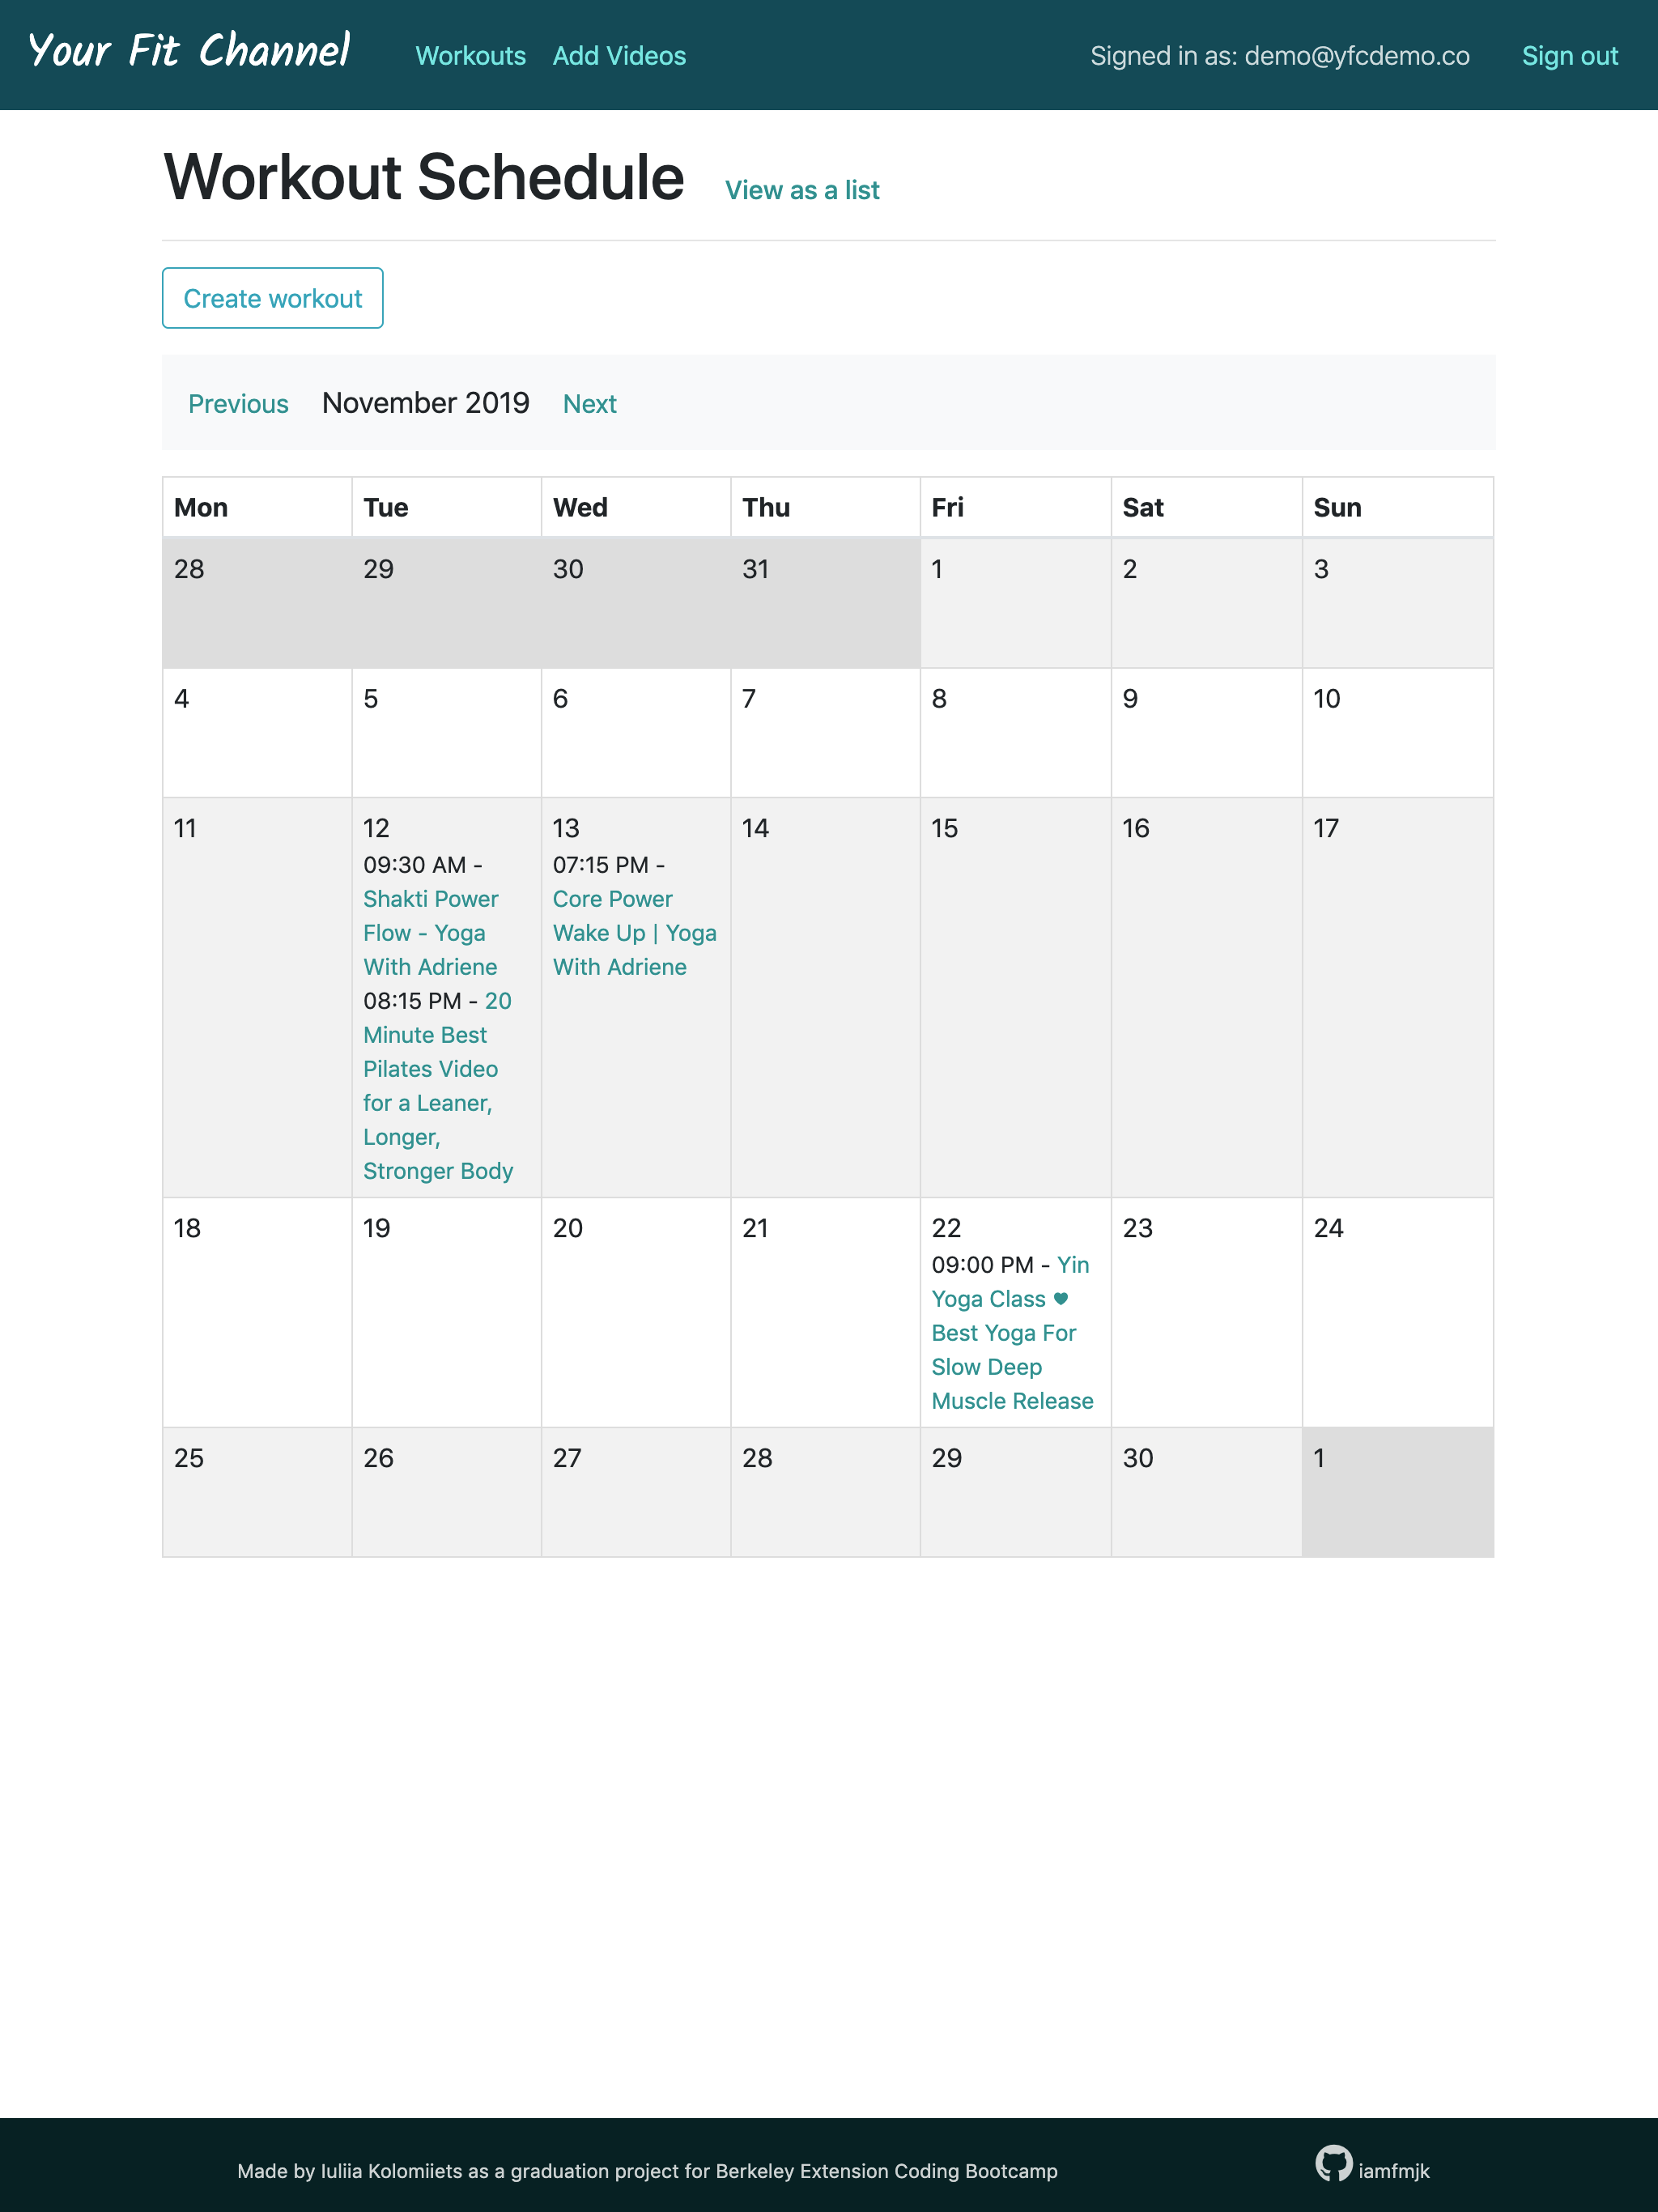 Your Fit Channel Workouts Add Videos Signed in as: demo@yfcdemo.co Sign out
Workout Schedule View as a list
Create workout
Previous November 2019 Next
Mon Tue Wed Thu Fri Sat Sun
28 29 30 31 1 2 3
4 5 6 7 8 9 10
11
12
09:30 AM -
Shakti Power
Flow - Yoga
With Adriene
08:15 PM - 20
Minute Best
Pilates Video
for a Leaner,
Longer,
Stronger Body
13
07:15 PM -
Core Power
Wake Up | Yoga
With Adriene
14 15 16 17
18 19 20 21
22
09:00 PM - Yin
Yoga Class ♥
Best Yoga For
Slow Deep
Muscle Release
23 24
25 26 27 28 29 30 1
Made by Iuliia Kolomiiets as a graduation project for Berkeley Extension Coding Bootcamp iamfmjk